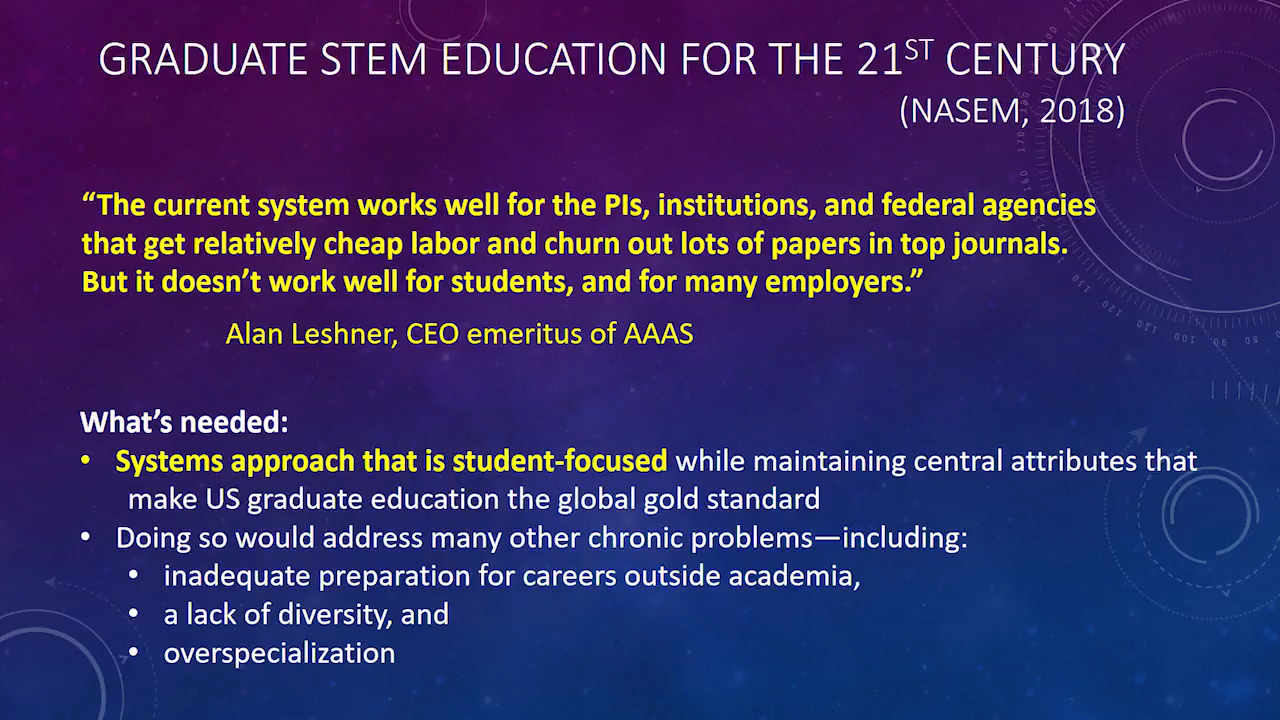 GRADUATE STEM EDUCATION FOR THE 21ST CENTURY
(NASEM, 2018)
“The current system works well for the PIs, institutions, and federal agencies
that get relatively cheap labor and churn out lots of papers in top journals.
But it doesn’t work well for students, and for many employers.”
Alan Leshner, CEO emeritus of AAAS
What’s needed:
• Systems approach that is student-focused while maintaining central attributes that
make US graduate education the global gold standard
• Doing so would address many other chronic problems—including:
• inadequate preparation for careers outside academia,
• a lack of diversity, and
• overspecialization